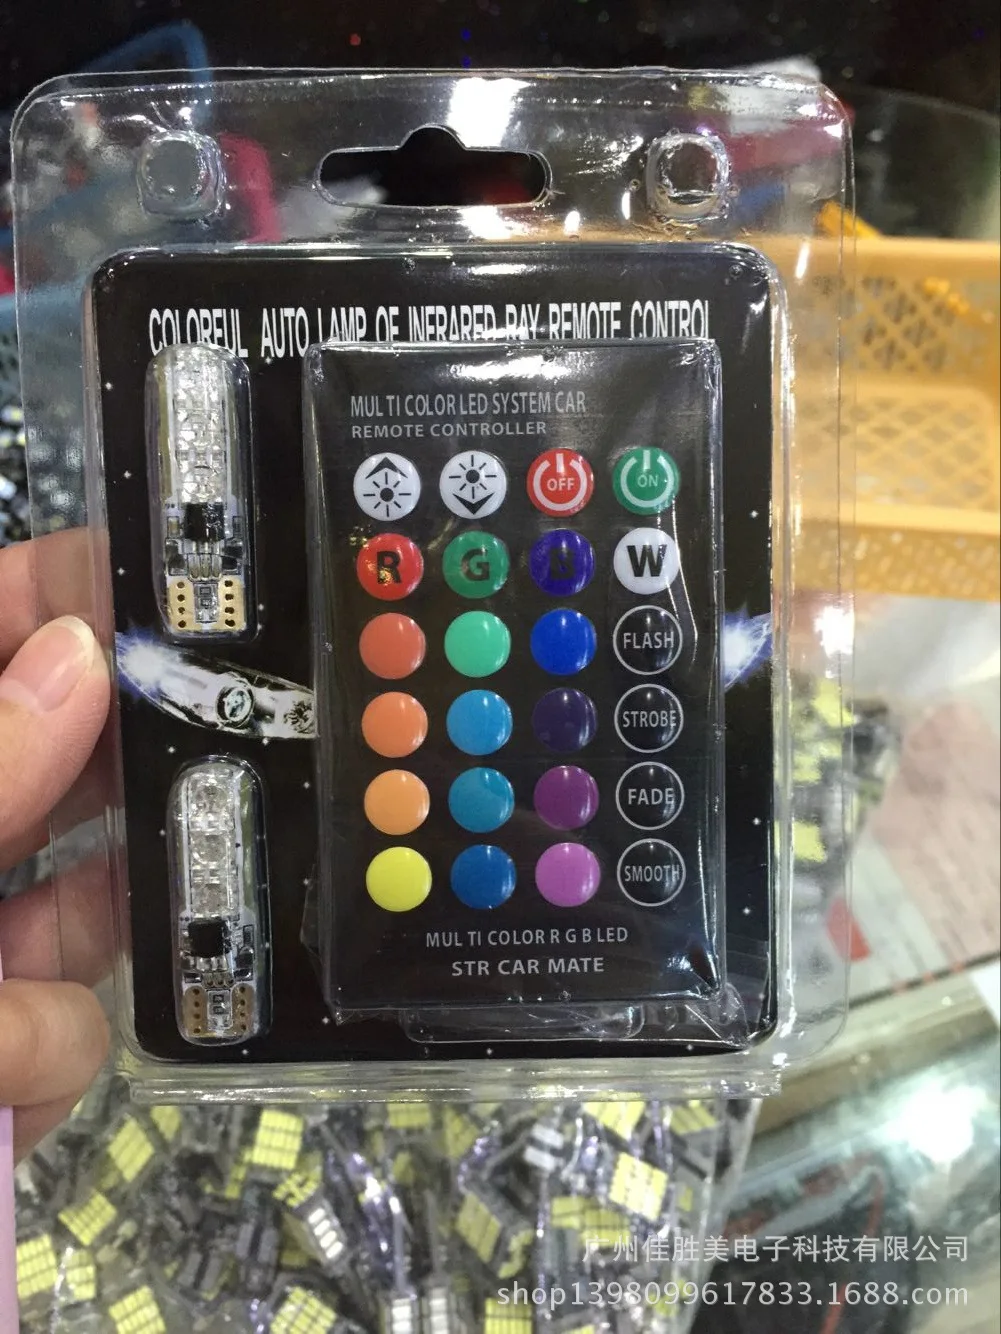 COLORFUL AUTO LAMP OF INFRARED RAY REMOTE CONTROL
MUL TI COLOR LED SYSTEM CAR
REMOTE CONTROLLER
OFF ON
R G B W
FLASH
STROBE
FADE
SMOOTH
MUL TI COLOR R G B LED
STR CAR MATE
广州佳胜美电子科技有限公司
shop1398099617833.1688.com